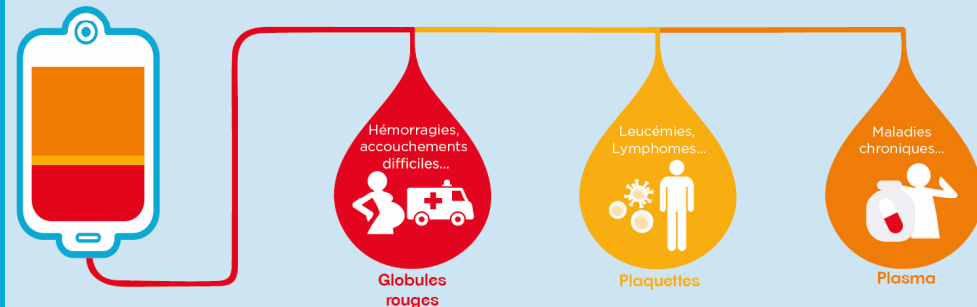 Hémorragies,
accouchements
difficiles...
Globules
rouges
Leucémies,
Lymphomes...
Plaquettes
Maladies
chroniques...
Plasma